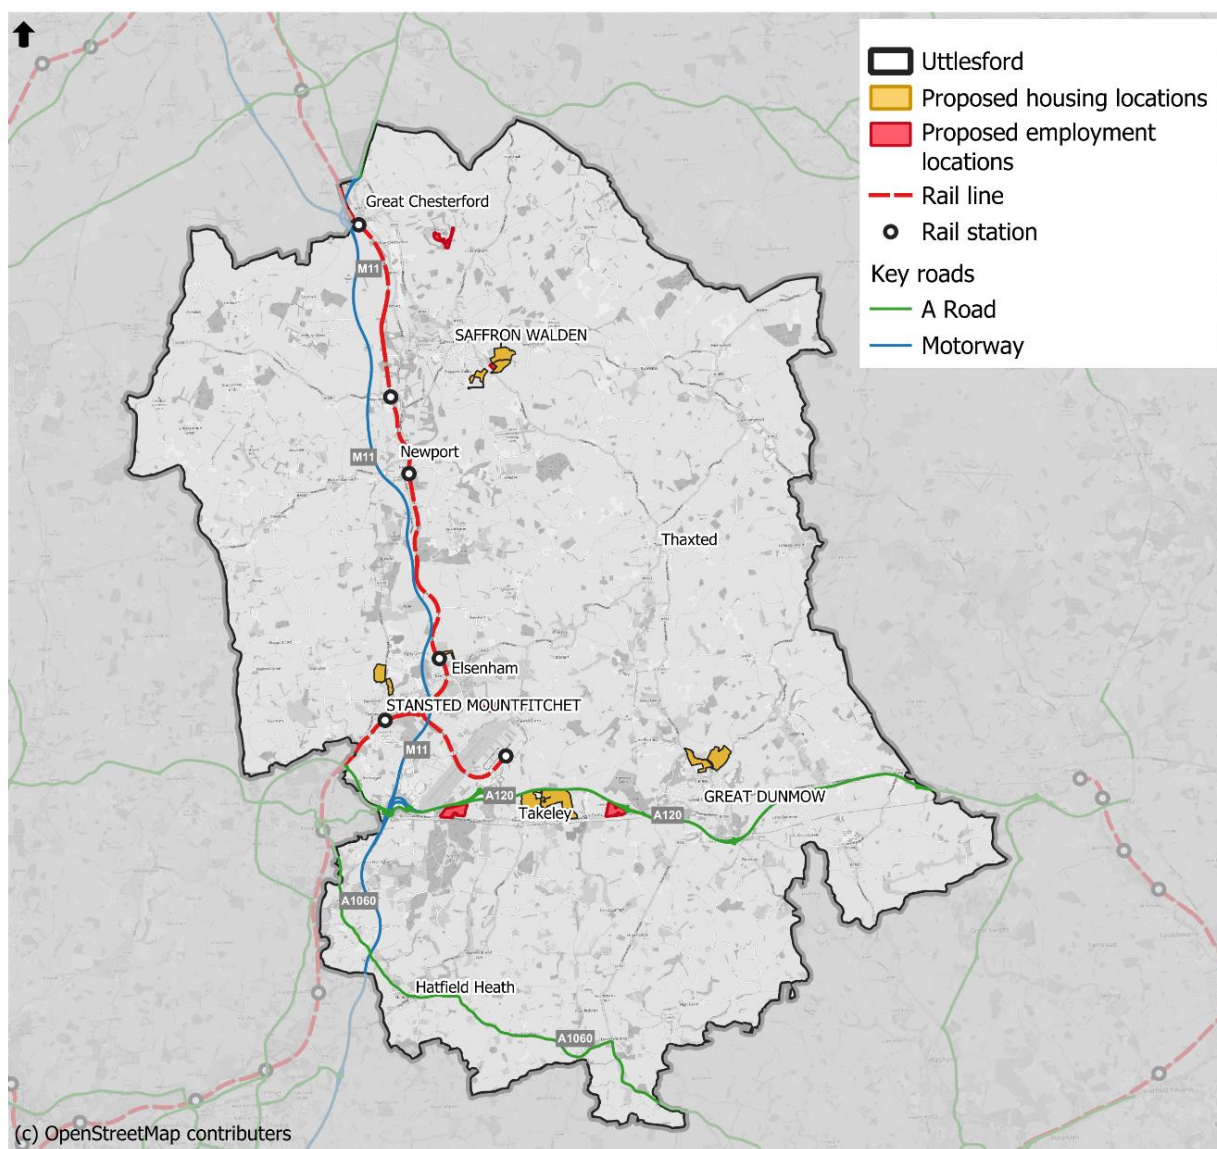 Uttlesford
Proposed housing locations
Proposed employment
locations
Rail line
Rail station
Key roads
A Road
Motorway
Great Chesterford
M11
SAFFRON WALDEN
Newport
M11
Thaxted
Elsenham
STANSTED MOUNTFITCHET
M11
A120
GREAT DUNMOW
Takeley
A120
A1060
Hatfield Heath
A1060
(c) OpenStreetMap contributers